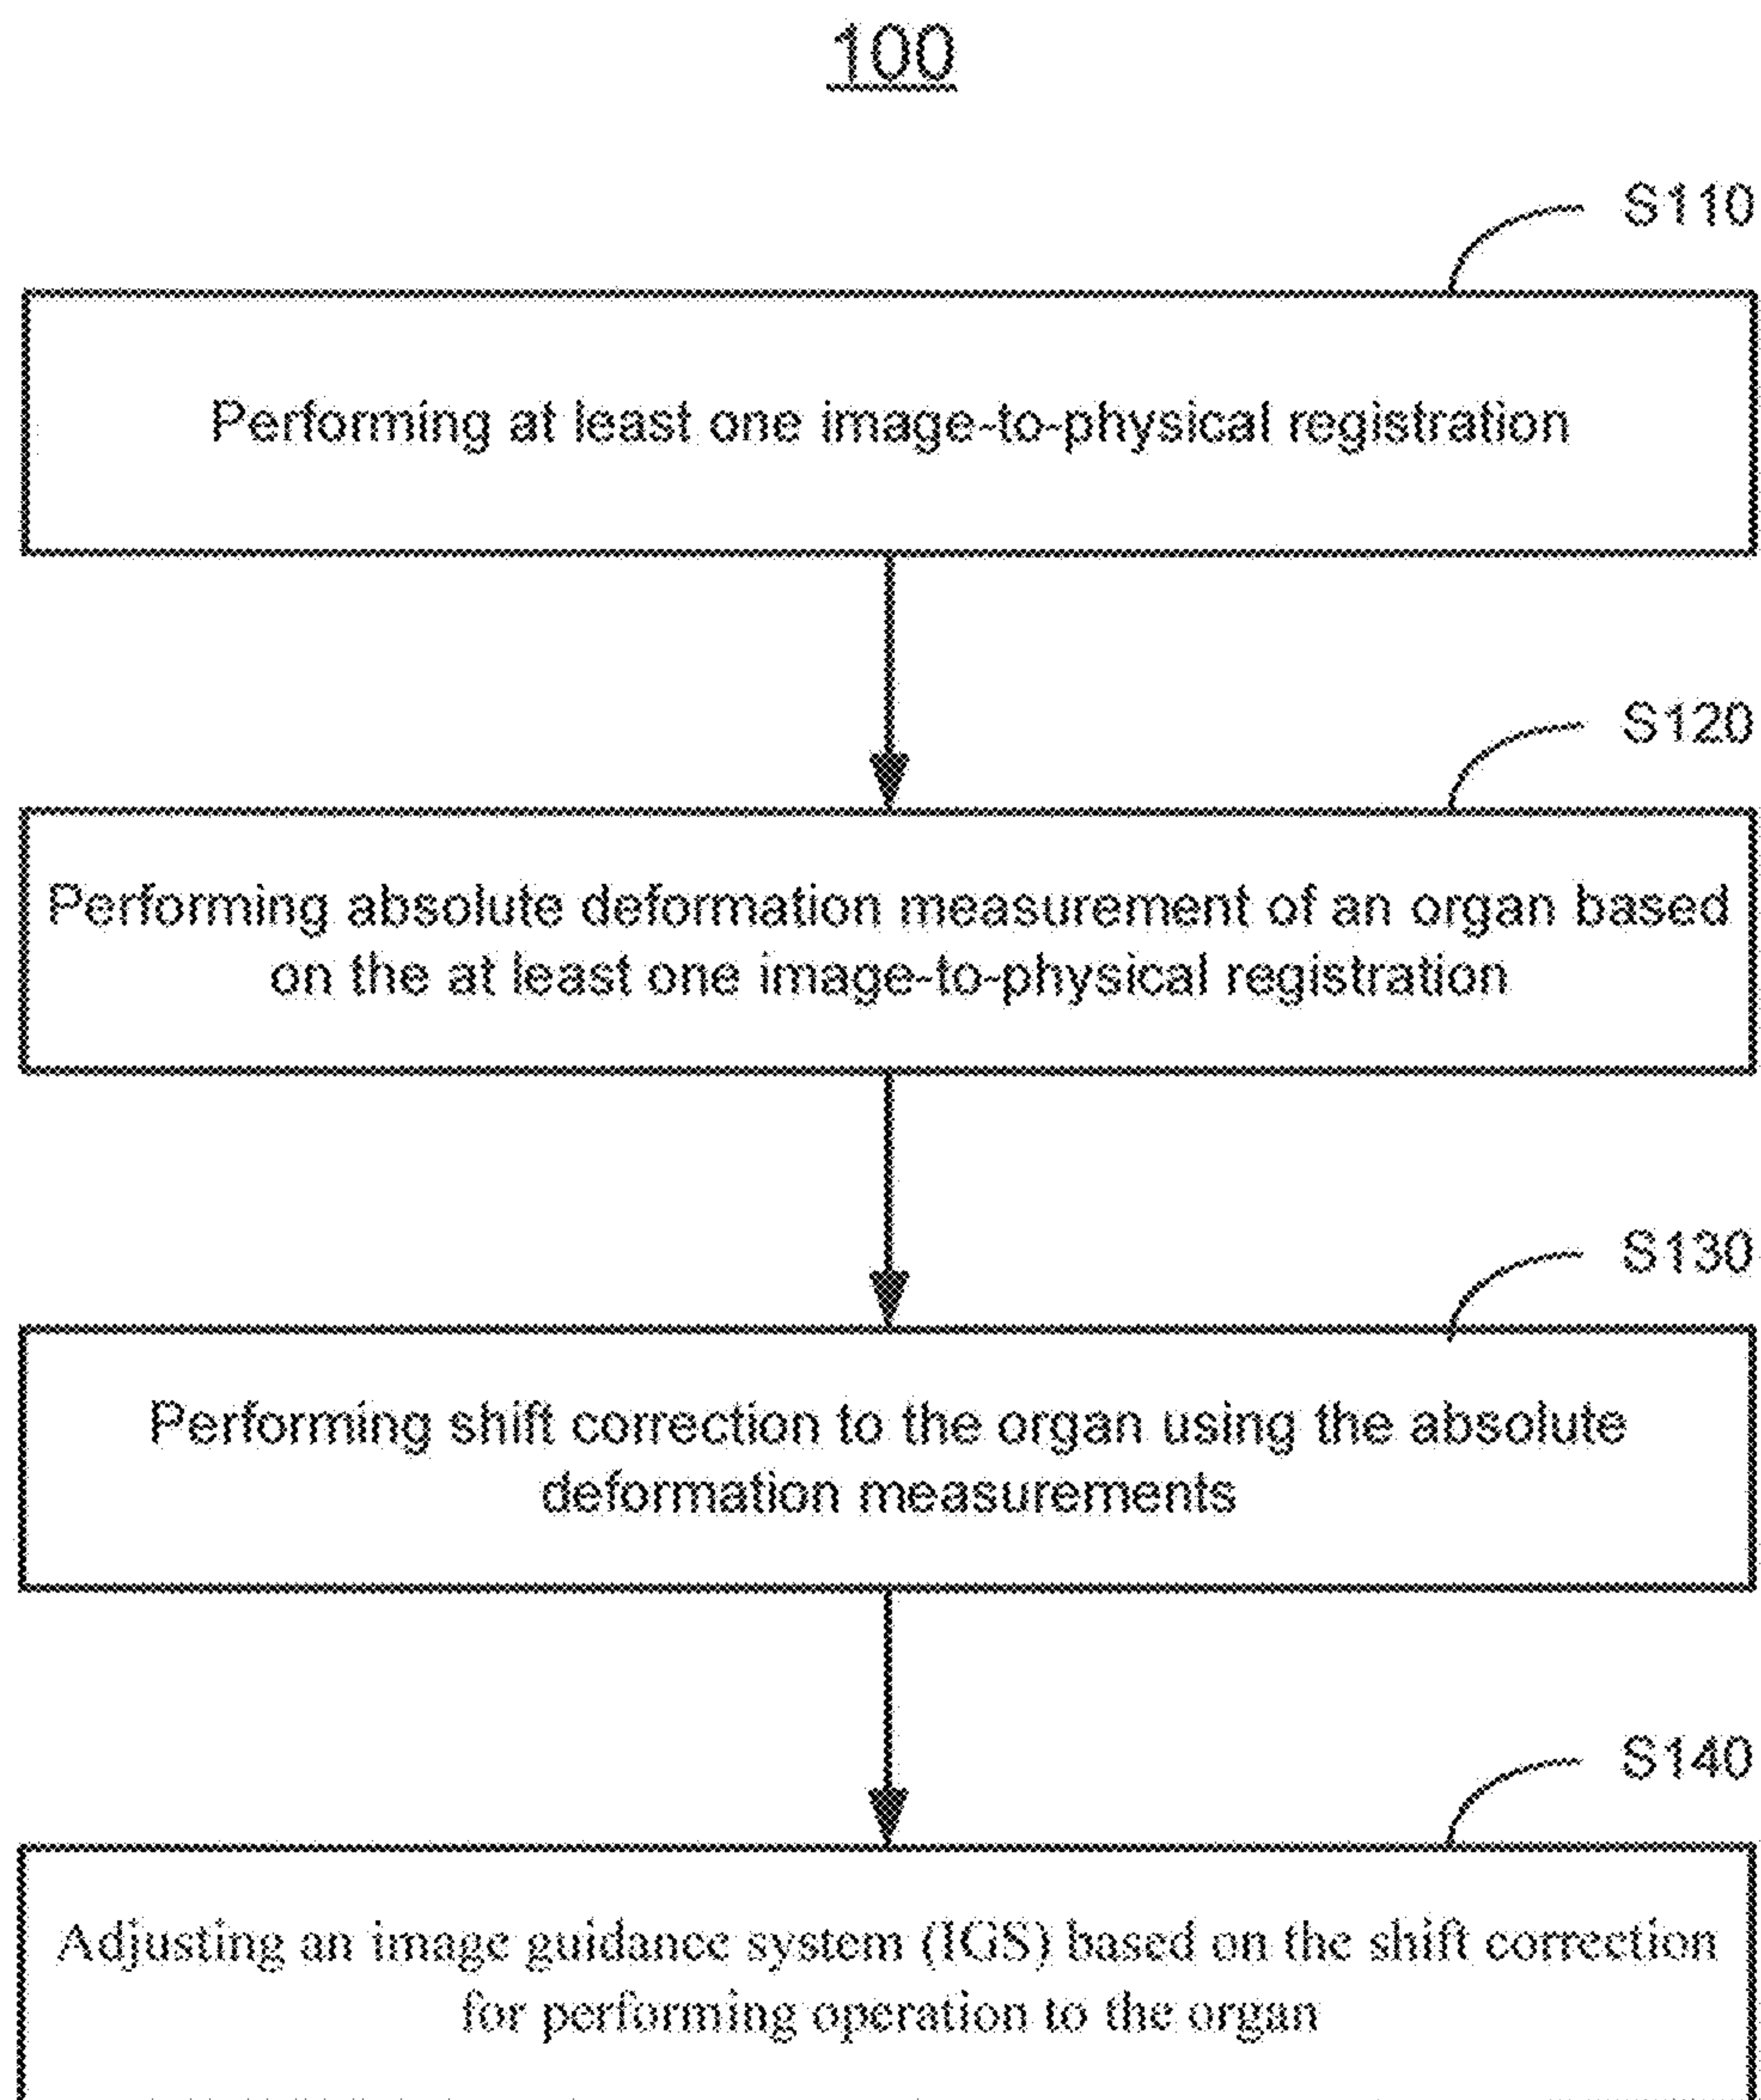 100
S110
Performing at least one image-to-physical registration
S120
Performing absolute deformation measurement of an organ based
on the at least one image-to-physical registration
S130
Performing shift correction to the organ using the absolute
deformation measurements
S140
Adjusting an image guidance system (IGS) based on the shift correction
for performing operation to the organ